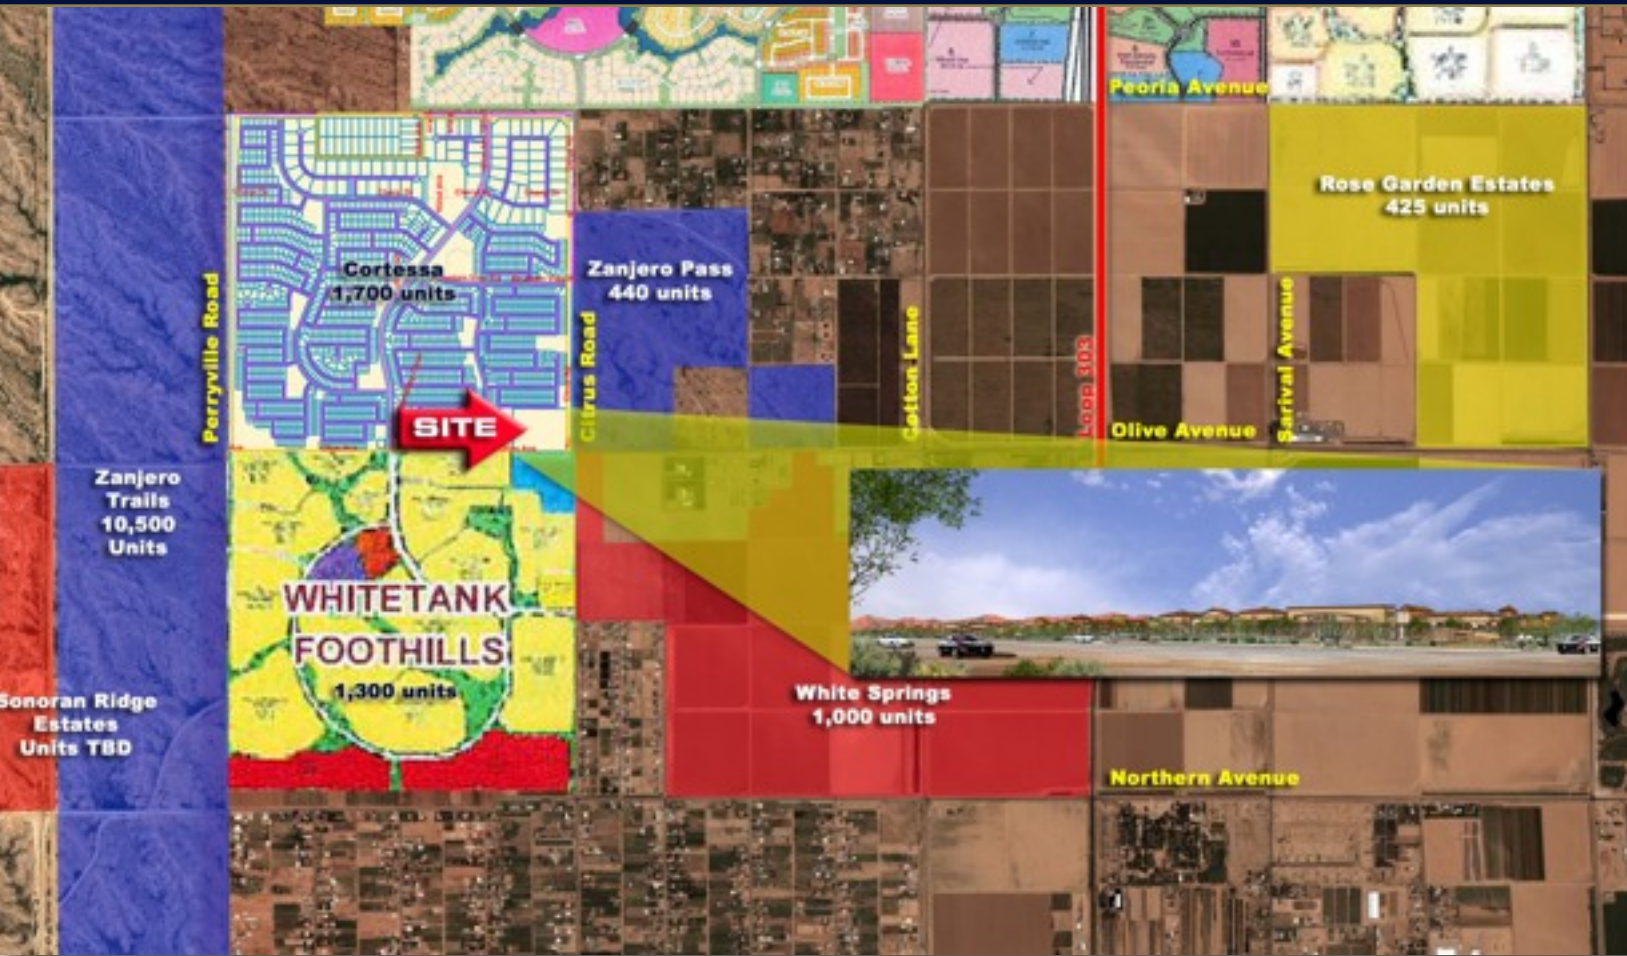 Peoria Avenue
Rose Garden Estates
425 units
Cortessa
1,700 units
Zanjero Pass
440 units
Perryville Road
Citrus Road
Cotton Lane
Loop 303
Sarival Avenue
SITE
Olive Avenue
Zanjero
Trails
10,500
Units
WHITETANK
FOOTHILLS
1,300 units
Sonoran Ridge
Estates
Units TBD
White Springs
1,000 units
Northern Avenue